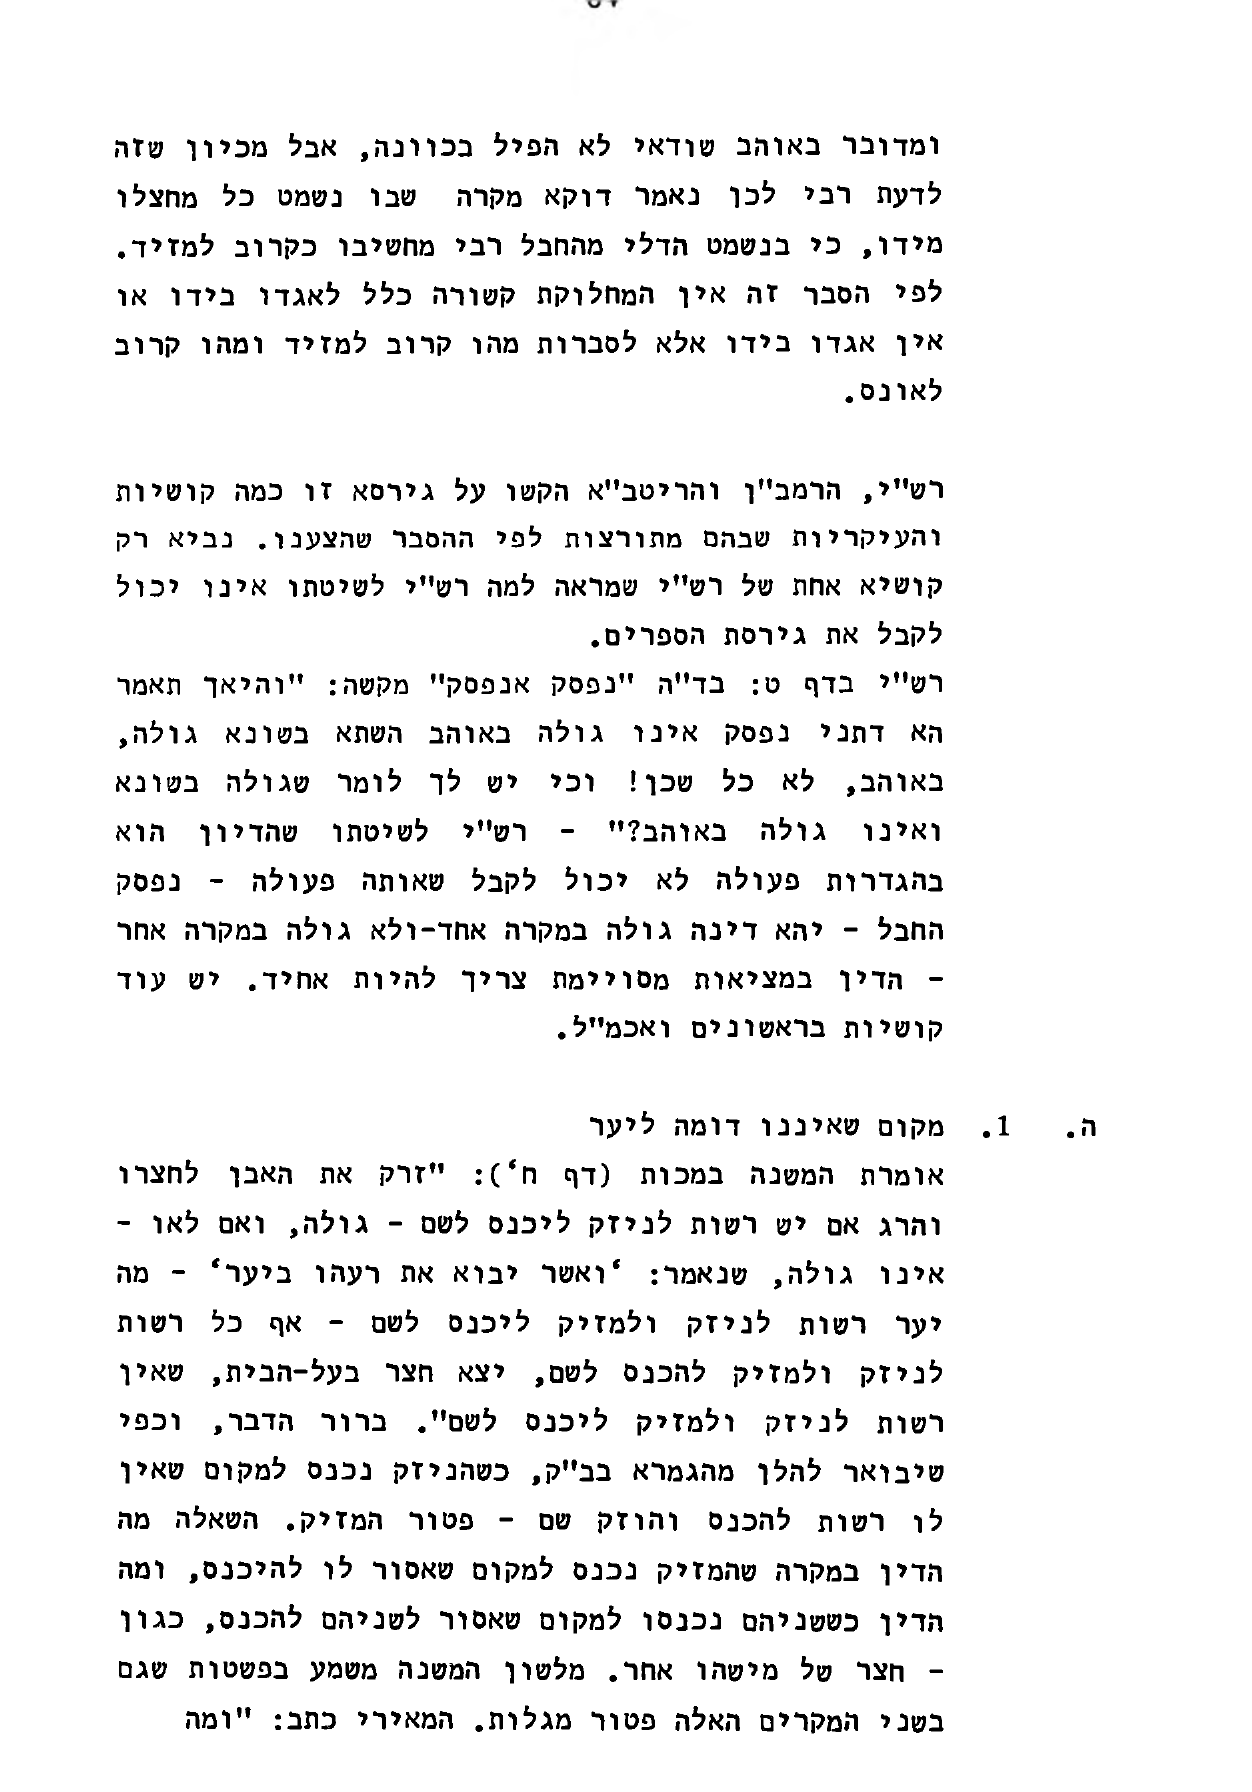 ומדובר באוהב שודאי לא הפיל בכוונה, אבל מכיון שזה
לדעת רבי לכן נאמר דוקא מקרה שבו נשמט כל מחצלו
מידו, כי בנשמט הדלי מהחבל רבי מחשיבו כקרוב למזיד.
לפי הסבר זה אין המחלוקת קשורה כלל לאגדו בידו או
אין אגדו בידו אלא לסברות מהו קרוב למזיד ומהו קרוב
לאונס.
רש"י, הרמב"ן והריטב"א הקשו על גירסא זו כמה קושיות
והעיקריות שבהם מתורצות לפי ההסבר שהצענו. נביא רק
קושיא אחת של רש"י שמראה למה רש"י לשיטתו אינו יכול
לקבל את גירסת הספרים.
רש"י בדף ט: בד"ה "נפסק אנפסק" מקשה: "והיאך תאמר
הא דתני נפסק אינו גולה באוהב השתא בשונא גולה,
באוהב, לא כל שכן! וכי יש לך לומר שגולה בשונא
ואינו גולה באוהב?" - רש"י לשיטתו שהדיון הוא
בהגדרות פעולה לא יכול לקבל שאותה פעולה - נפסק
החבל - יהא דינה גולה במקרה אחד-ולא גולה במקרה אחר
- הדין במציאות מסויימת צריך להיות אחיד. יש עוד
קושיות בראשונים ואכמ"ל.
ה. 1. מקום שאיננו דומה ליער
אומרת המשנה במכות (דף ח'): "זרק את האבן לחצרו
והרג אם יש רשות לניזק ליכנס לשם - גולה, ואם לאו -
אינו גולה, שנאמר: 'ואשר יבוא את רעהו ביער' - מה
יער רשות לניזק ולמזיק ליכנס לשם - אף כל רשות
לניזק ולמזיק להכנס לשם, יצא חצר בעל-הבית, שאין
רשות לניזק ולמזיק ליכנס לשם". ברור הדבר, וכפי
שיבואר להלן מהגמרא בב"ק, כשהניזק נכנס למקום שאין
לו רשות להכנס והוזק שם - פטור המזיק. השאלה מה
הדין במקרה שהמזיק נכנס למקום שאסור לו להיכנס, ומה
הדין כששניהם נכנסו למקום שאסור לשניהם להכנס, כגון
- חצר של מישהו אחר. מלשון המשנה משמע בפשטות שגם
בשני המקרים האלה פטור מגלות. המאירי כתב: "ומה